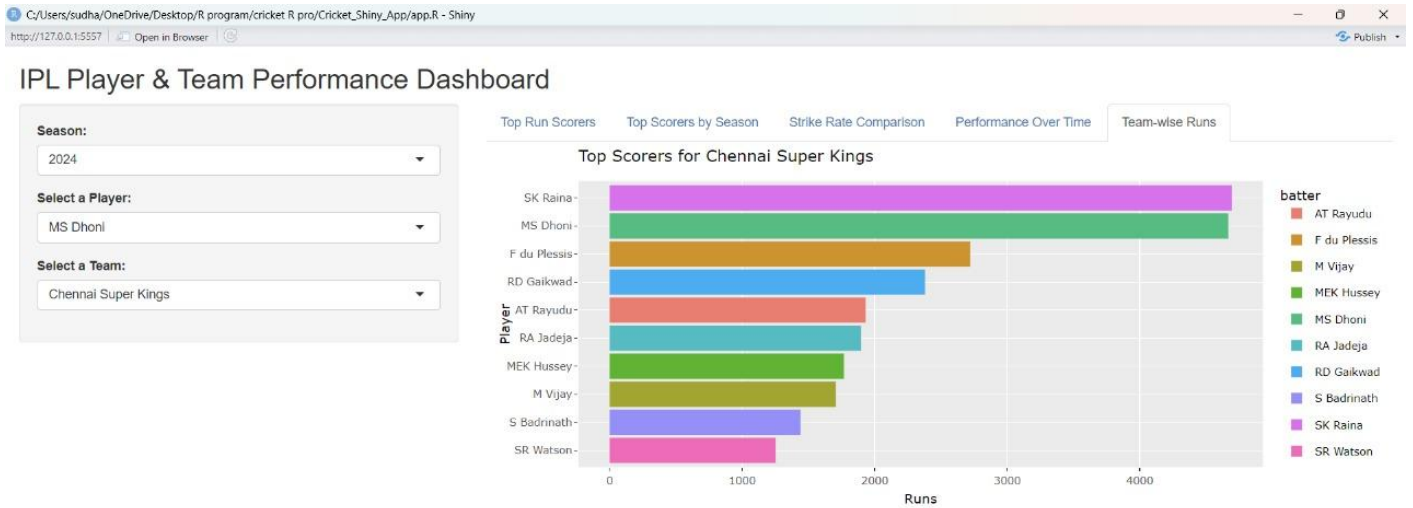 C:/Users/sudha/OneDrive/Desktop/R program/cricket R pro/Cricket_Shiny_App/app.R - Shiny
http://127.0.0.1:5557 Open in Browser Publish
IPL Player & Team Performance Dashboard
Season:
2024
Select a Player:
MS Dhoni
Select a Team:
Chennai Super Kings
Top Run Scorers Top Scorers by Season Strike Rate Comparison Performance Over Time Team-wise Runs
Top Scorers for Chennai Super Kings
Player
SK Raina
MS Dhoni
F du Plessis
RD Gaikwad
AT Rayudu
RA Jadeja
MEK Hussey
M Vijay
S Badrinath
SR Watson
0 1000 2000 3000 4000
Runs
batter
AT Rayudu
F du Plessis
M Vijay
MEK Hussey
MS Dhoni
RA Jadeja
RD Gaikwad
S Badrinath
SK Raina
SR Watson